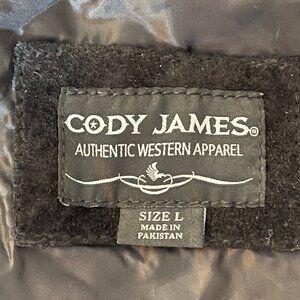 CODY JAMES®
AUTHENTIC WESTERN APPAREL
SIZE L
MADE IN
PAKISTAN